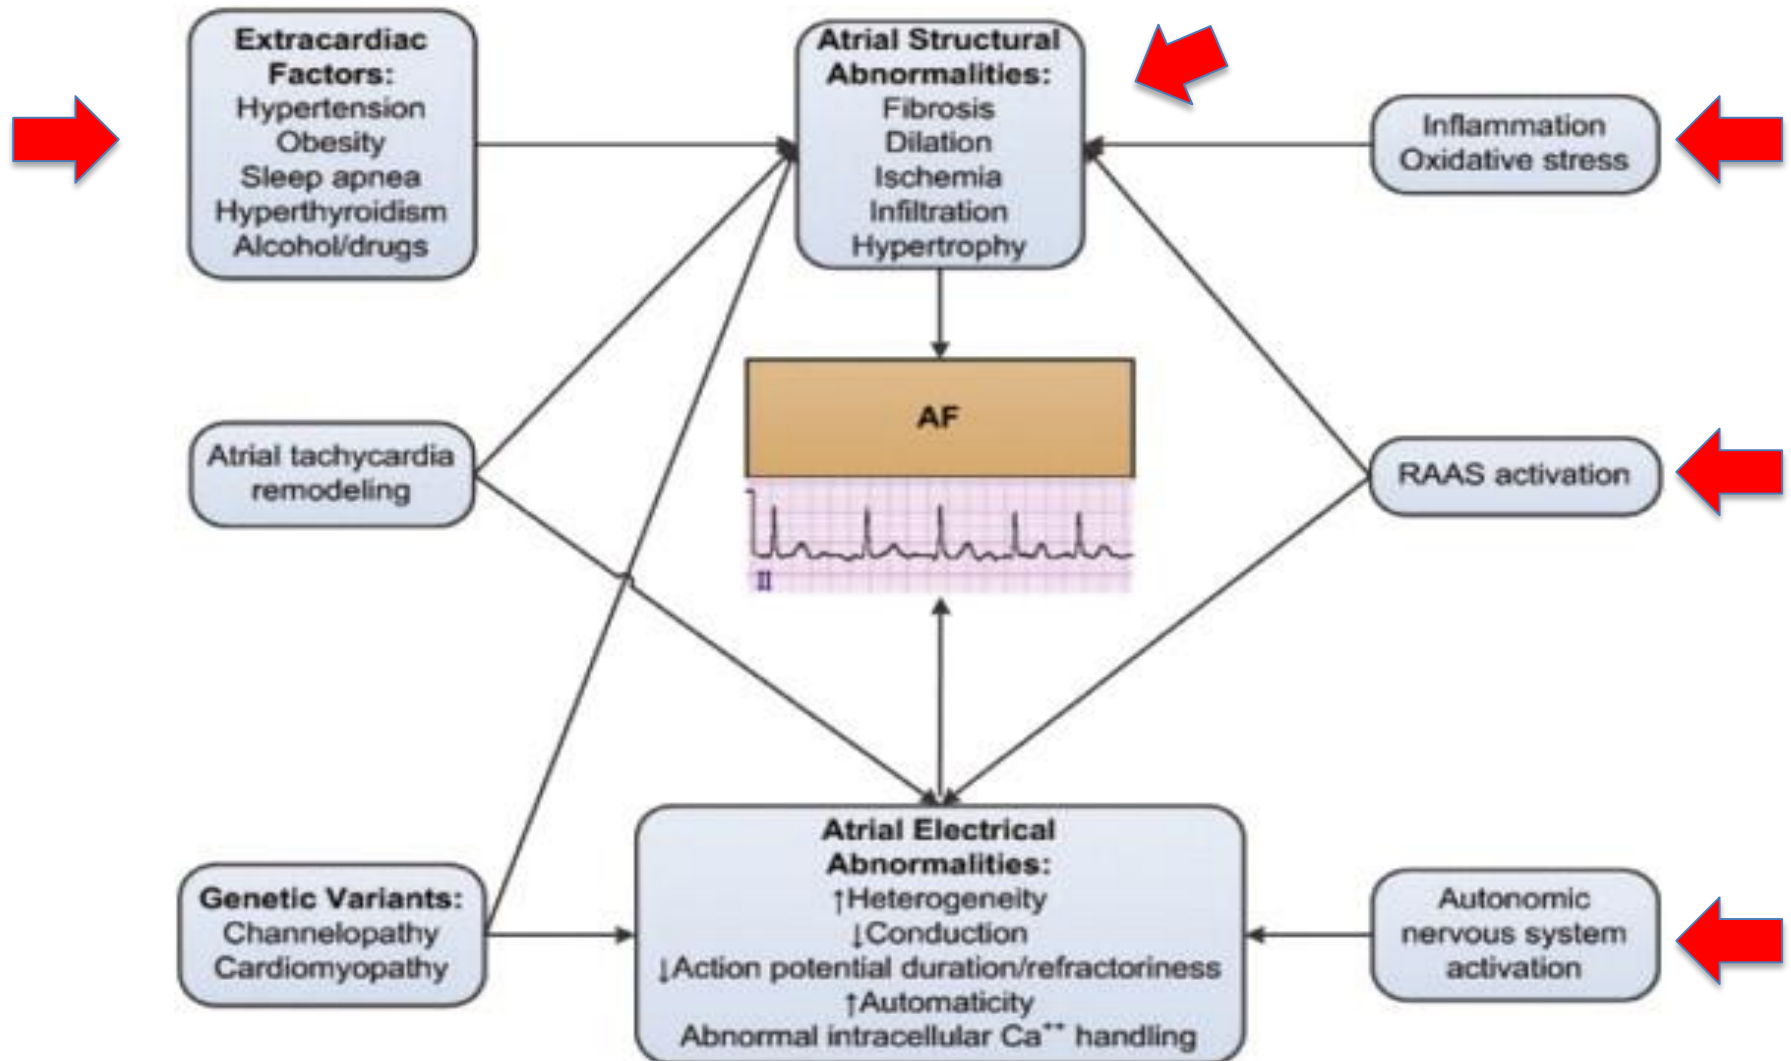 Extracardiac
Factors:
Hypertension
Obesity
Sleep apnea
Hyperthyroidism
Alcohol/drugs
Atrial Structural
Abnormalities:
Fibrosis
Dilation
Ischemia
Infiltration
Hypertrophy
Inflammation
Oxidative stress
Atrial tachycardia
remodeling
AF
II
RAAS activation
Genetic Variants:
Channelopathy
Cardiomyopathy
Atrial Electrical
Abnormalities:
↑Heterogeneity
↓Conduction
↓Action potential duration/refractoriness
↑Automaticity
Abnormal intracellular Ca⁺⁺ handling
Autonomic
nervous system
activation